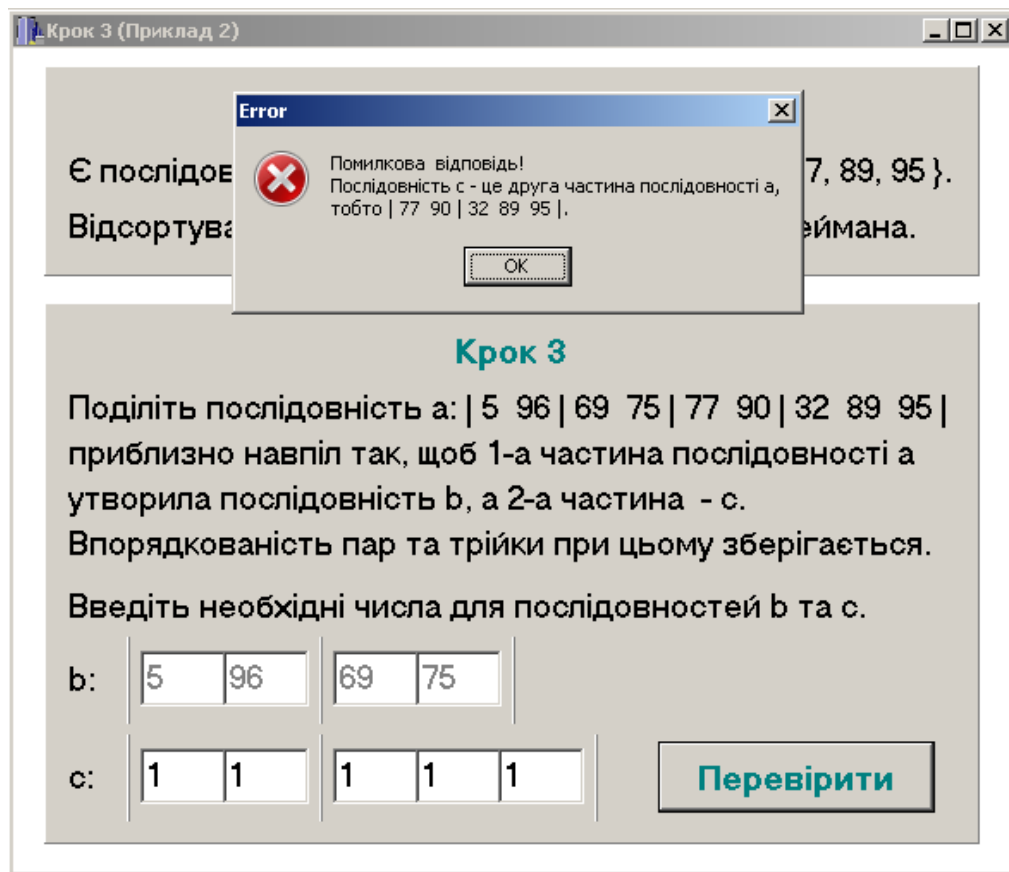 Крок 3 (Приклад 2)
Error
Помилкова відповідь!
Послідовність c - це друга частина послідовності a,
тобто | 77 90 | 32 89 95 |.
OK
Є 7, 89, 95 }.
Крок 3
Поділіть послідовність a: | 5 96 | 69 75 | 77 90 | 32 89 95 |
приблизно навпіл так, щоб 1-а частина послідовності a
утворила послідовність b, а 2-а частина - c.
Впорядкованість пар та трійки при цьому зберігається.
Введіть необхідні числа для послідовностей b та c.
b: 5 96 69 75
c: 1 1 1 1 1
Перевірити